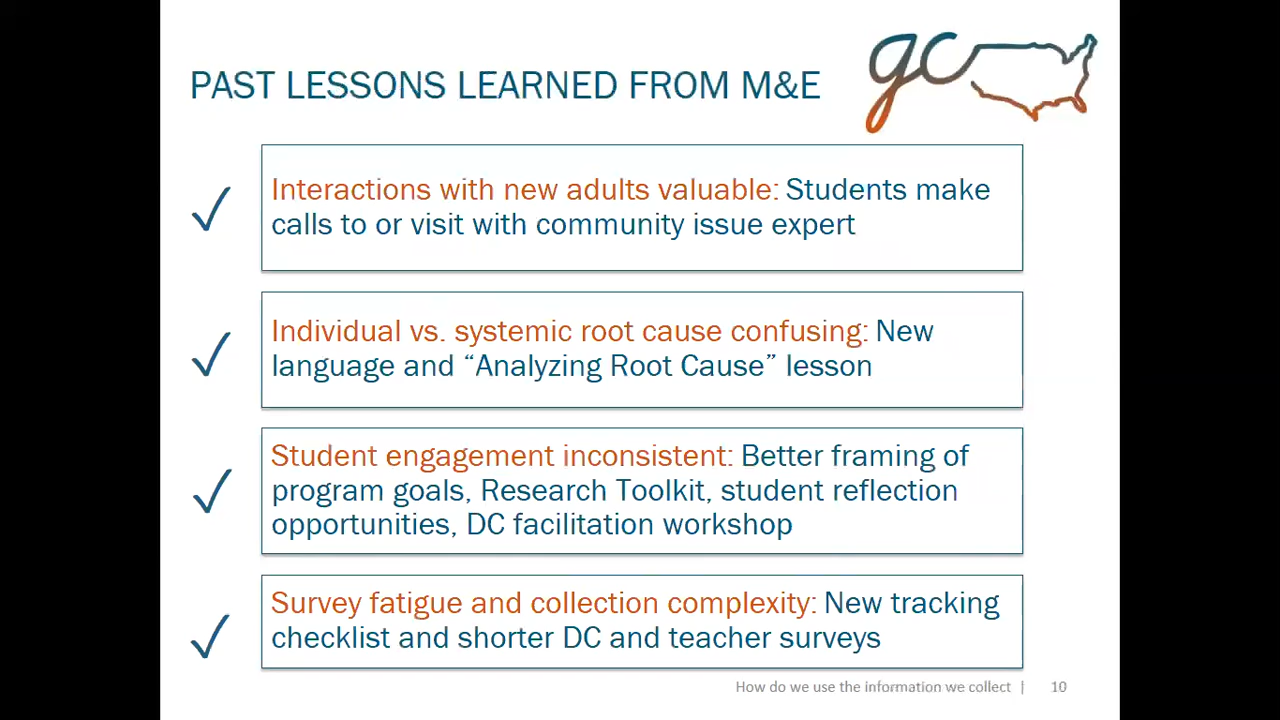 gc
PAST LESSONS LEARNED FROM M&E
✓ Interactions with new adults valuable: Students make
calls to or visit with community issue expert
✓ Individual vs. systemic root cause confusing: New
language and “Analyzing Root Cause” lesson
✓ Student engagement inconsistent: Better framing of
program goals, Research Toolkit, student reflection
opportunities, DC facilitation workshop
✓ Survey fatigue and collection complexity: New tracking
checklist and shorter DC and teacher surveys
How do we use the information we collect | 10